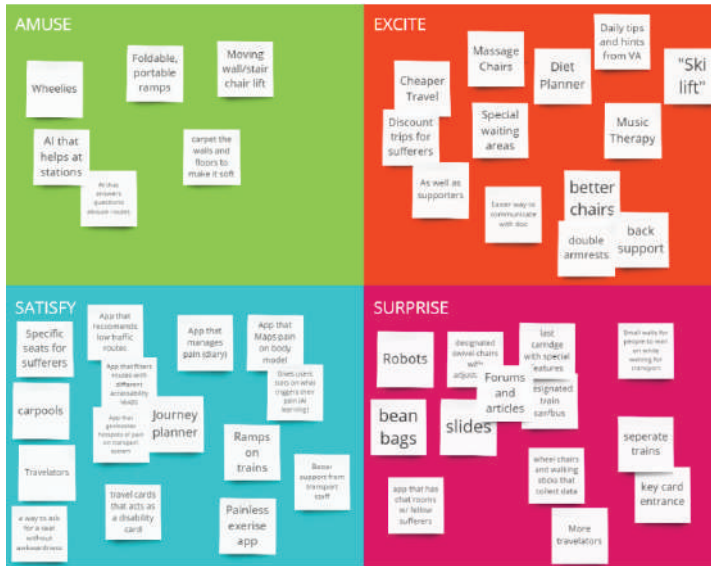 AMUSE
Wheelies
Foldable,
portable
ramps
Moving
wall/stair
chair lift
AI that
helps at
stations
AI that
answers
questions
carpet the
walls and
floors to
make it soft
EXCITE
Cheaper
Travel
Massage
Chairs
Diet
Planner
Daily tips
and hints
from VA
"Ski
lift"
Discount
trips for
sufferers
Special
waiting
areas
Music
Therapy
As well as
supporters
Easier way to
communicate
with doc
better
chairs
double
armrests
back
support
SATISFY
Specific
seats for
sufferers
App that
low traffic
routes
App that
manages
pain (diary)
App that
Maps pain
on body
model
App that filters
routes with
different
accessibility
Gives users
stats on what
triggers their
pain (AI
learning)
carpools
App that
hotspots of pain
on transport
system
Journey
planner
Ramps
on
trains
Travelators
travel cards
that acts as
a disability
card
Painless
exerise
app
Better
support from
transport
staff
a way to ask
for a seat
without
awkwardness
SURPRISE
Robots
designated
swivel chairs
last
carridge
with special
features
Small walls for
people to lean
on while
waiting for
transport
Forums
and
articles
designated
train
bean
bags
slides
seperate
trains
app that has
chat rooms
w/ fellow
sufferers
wheel chairs
and walking
sticks that
collect data
key card
entrance
More
travelators